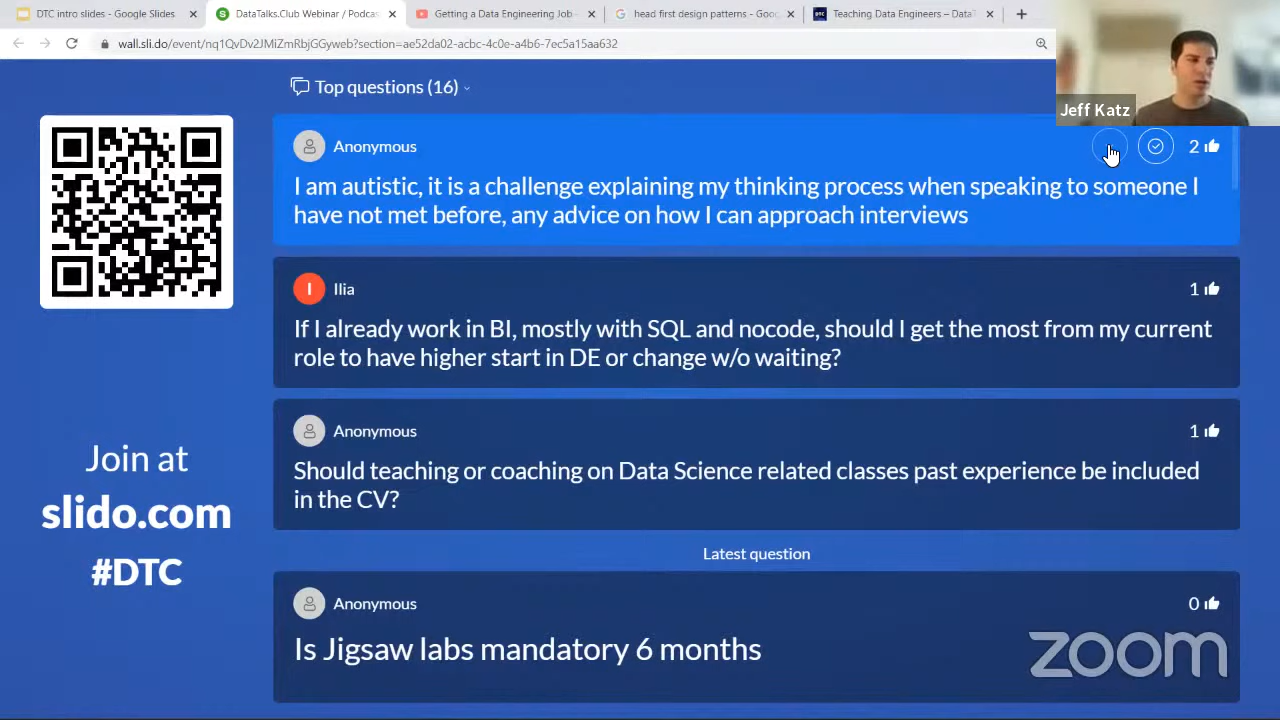 DTC intro slides - Google Slides
DataTalks.Club Webinar / Podcas
Getting a Data Engineering Job -
head first design patterns - Goo
Teaching Data Engineers – DataT
wall.sli.do/event/nq1QvDv2JMiZmRbjGGyweb?section=ae52da02-acbc-4c0e-a4b6-7ec5a15aa632
Jeff Katz
Top questions (16)
Anonymous
2
I am autistic, it is a challenge explaining my thinking process when speaking to someone I
have not met before, any advice on how I can approach interviews
I
Ilia
1
If I already work in BI, mostly with SQL and nocode, should I get the most from my current
role to have higher start in DE or change w/o waiting?
Anonymous
1
Should teaching or coaching on Data Science related classes past experience be included
in the CV?
Join at
slido.com
#DTC
Latest question
Anonymous
0
Is Jigsaw labs mandatory 6 months
zoom